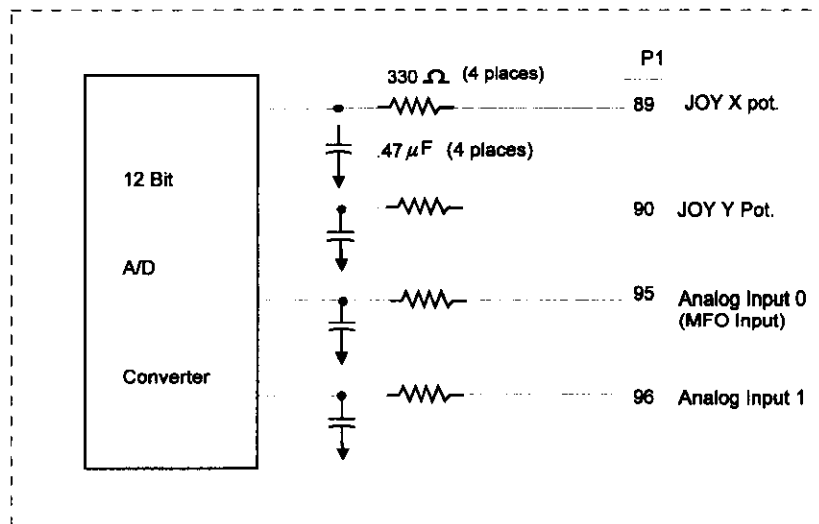 P1
330 Ω (4 places)
89 JOY X pot.
.47 μF (4 places)
12 Bit
90 JOY Y Pot.
A/D
95 Analog Input 0
(MFO Input)
Converter
96 Analog Input 1